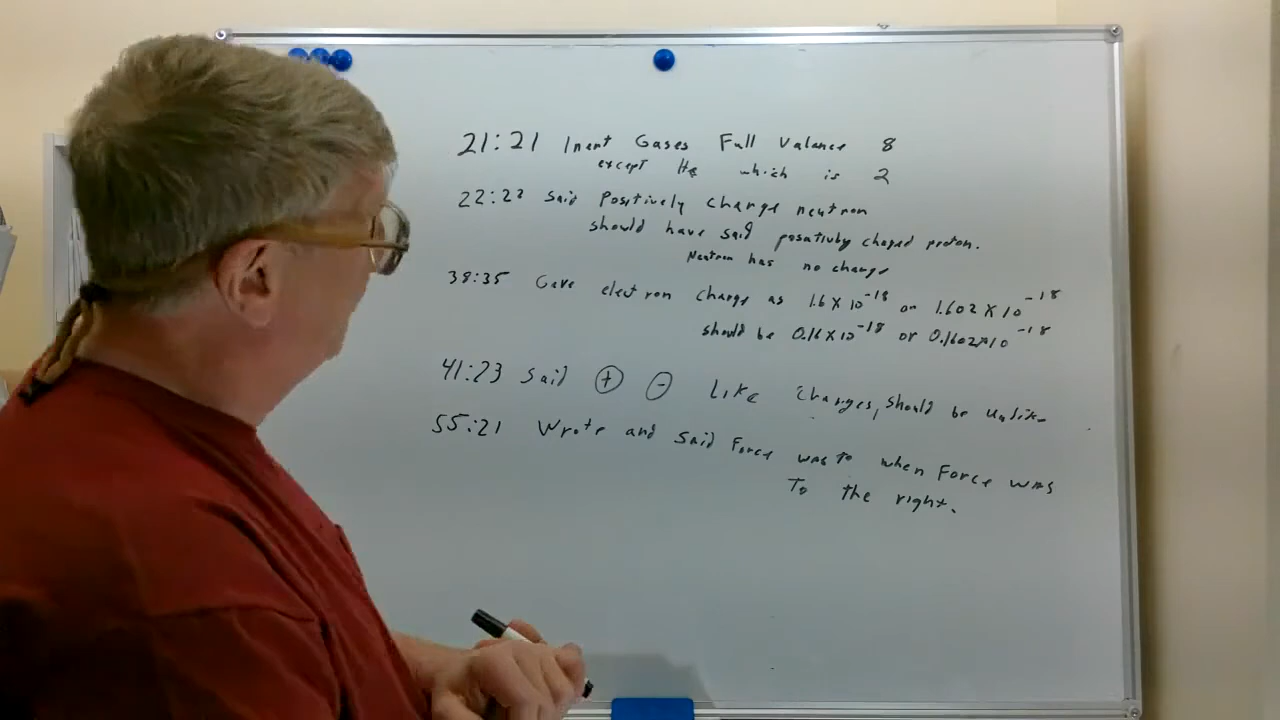 21:21 Inert Gases Full Valance 8
except He which is 2
22:22 Said Positively charge neutron
should have said positivly charged proton.
Neutron has no charge
38:35 Gave electron charge as 1.6 X 10⁻¹⁸ or 1.602 X 10⁻¹⁸
should be 0.16 X 10⁻¹⁸ or 0.1602 X 10⁻¹⁸
41:23 Said + - Like charges, should be unlike
55:21 Wrote and Said Force was to when Force was
To the right.